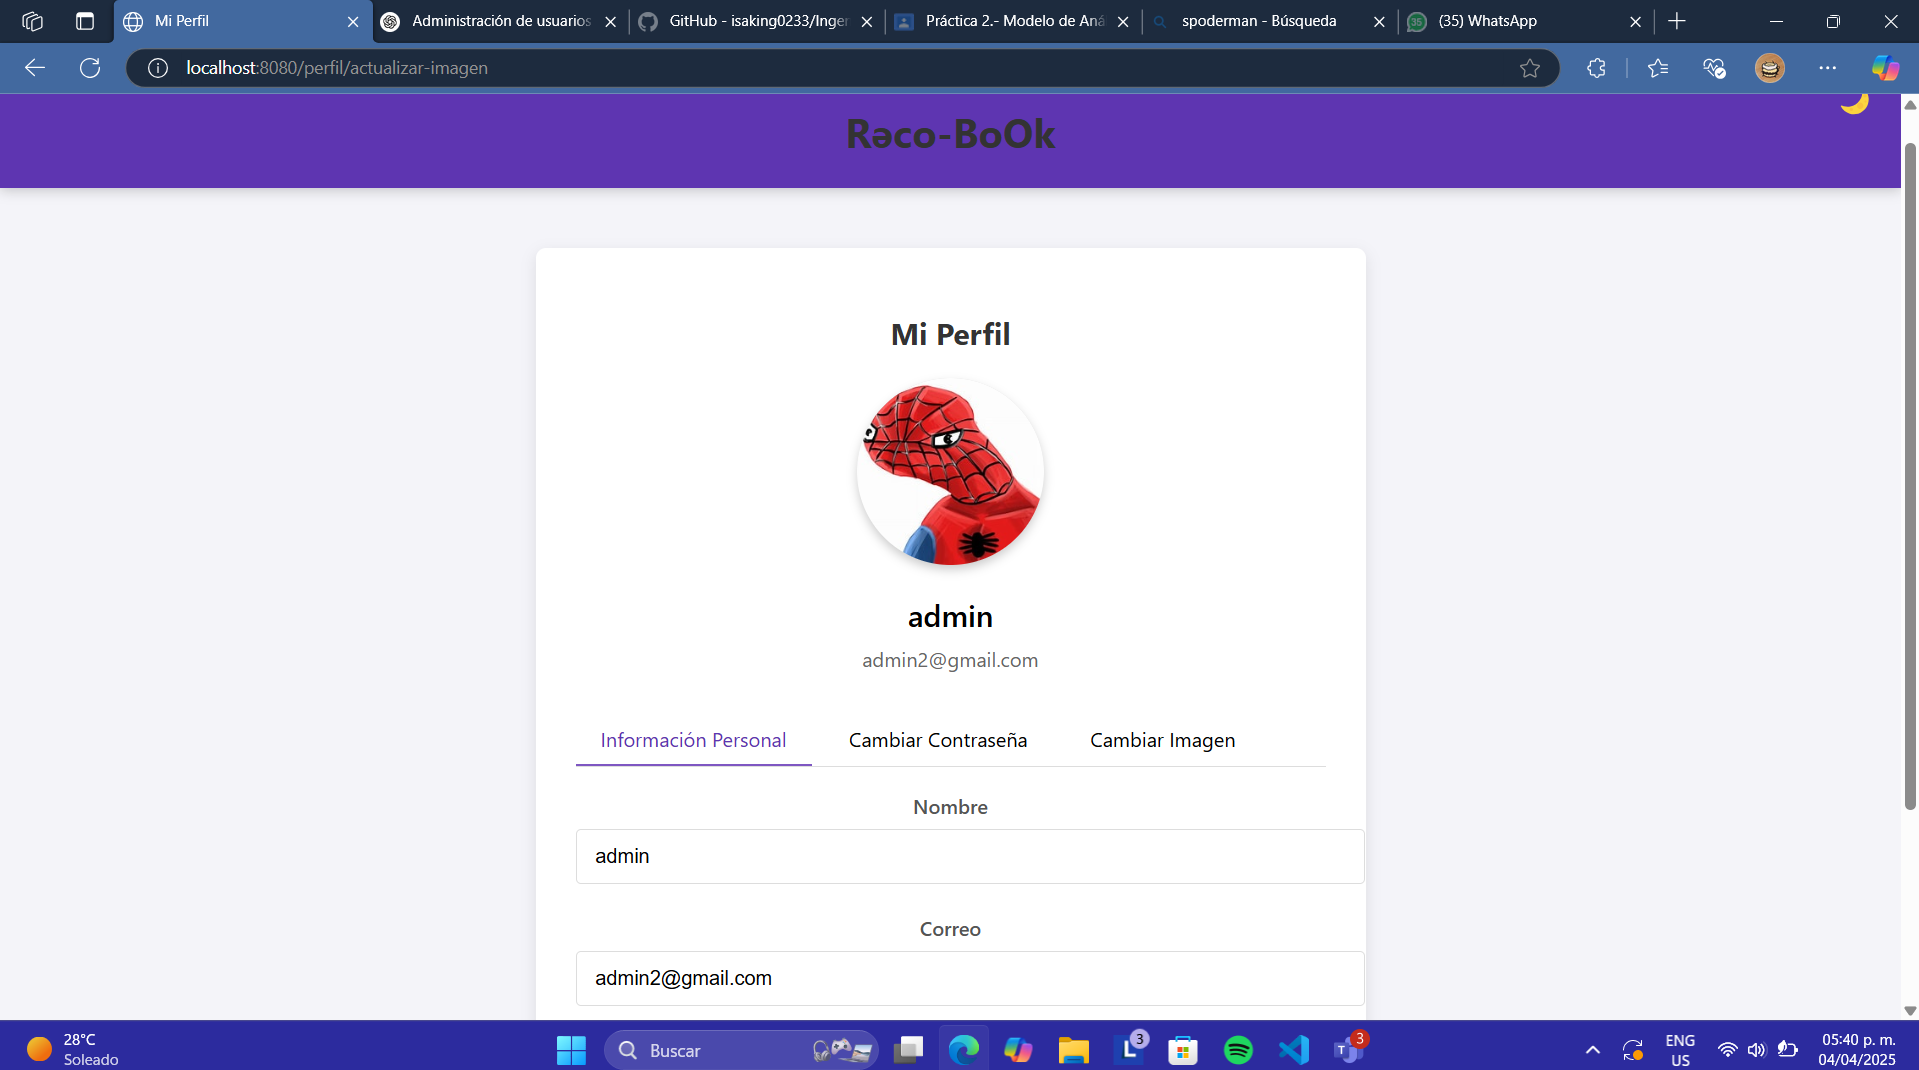 Mi Perfil
Administración de usuarios
GitHub - isaking0233/Inger
Práctica 2.- Modelo de Aná
spoderman - Búsqueda
35
(35) WhatsApp
localhost:8080/perfil/actualizar-imagen
Rəco-BoOk
Mi Perfil
admin
admin2@gmail.com
Información Personal
Cambiar Contraseña
Cambiar Imagen
Nombre
admin
Correo
admin2@gmail.com
28°C
Soleado
Buscar
L
3
T
3
ENG
US
05:40 p. m.
04/04/2025